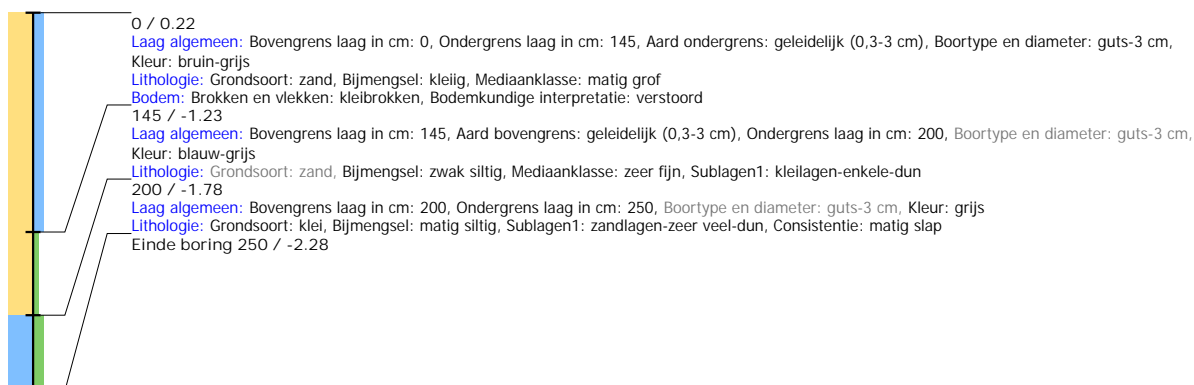 0 / 0.22
Laag algemeen: Bovengrens laag in cm: 0, Ondergrens laag in cm: 145, Aard ondergrens: geleidelijk (0,3-3 cm), Boortype en diameter: guts-3 cm,
Kleur: bruin-grijs
Lithologie: Grondsoort: zand, Bijmengsel: kleiig, Mediaanklasse: matig grof
Bodem: Brokken en vlekken: kleibrokken, Bodemkundige interpretatie: verstoord
145 / -1.23
Laag algemeen: Bovengrens laag in cm: 145, Aard bovengrens: geleidelijk (0,3-3 cm), Ondergrens laag in cm: 200, Boortype en diameter: guts-3 cm,
Kleur: blauw-grijs
Lithologie: Grondsoort: zand, Bijmengsel: zwak siltig, Mediaanklasse: zeer fijn, Sublagen1: kleilagen-enkele-dun
200 / -1.78
Laag algemeen: Bovengrens laag in cm: 200, Ondergrens laag in cm: 250, Boortype en diameter: guts-3 cm, Kleur: grijs
Lithologie: Grondsoort: klei, Bijmengsel: matig siltig, Sublagen1: zandlagen-zeer veel-dun, Consistentie: matig slap
Einde boring 250 / -2.28